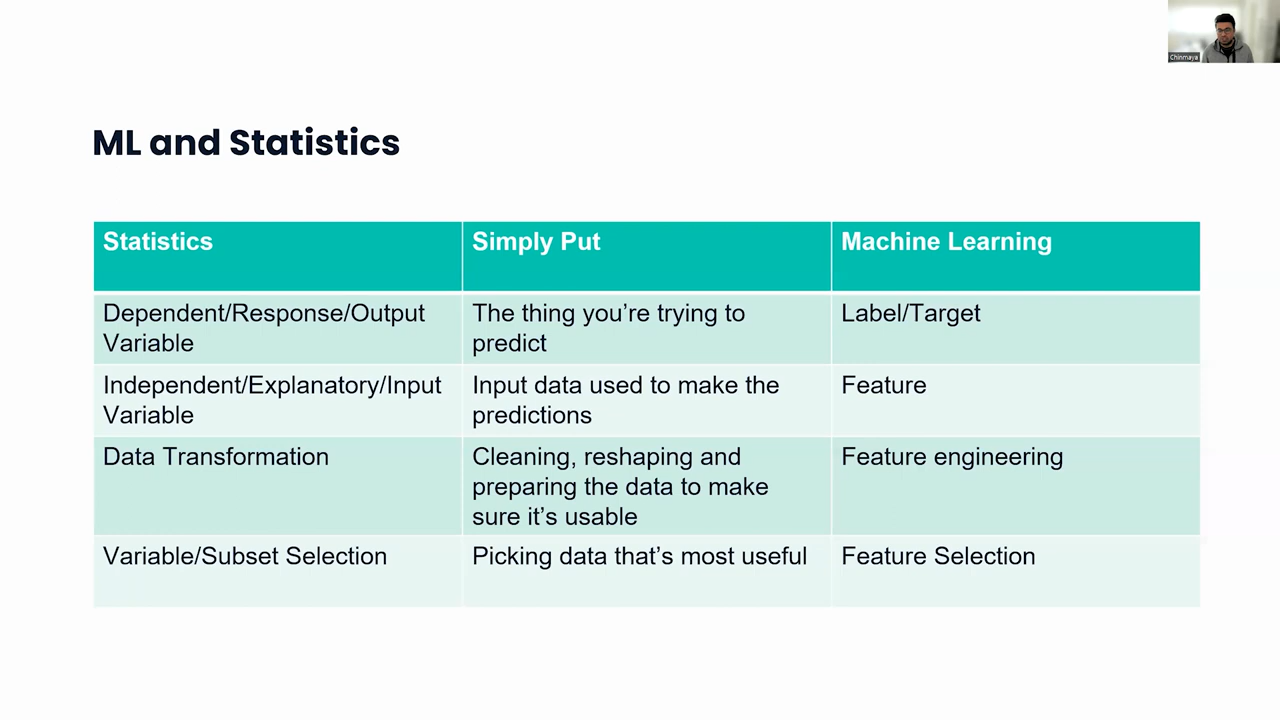 Chinmaya
ML and Statistics
Statistics
Simply Put
Machine Learning
Dependent/Response/Output
Variable
The thing you're trying to
predict
Label/Target
Independent/Explanatory/Input
Variable
Input data used to make the
predictions
Feature
Data Transformation
Cleaning, reshaping and
preparing the data to make
sure it's usable
Feature engineering
Variable/Subset Selection
Picking data that's most useful
Feature Selection